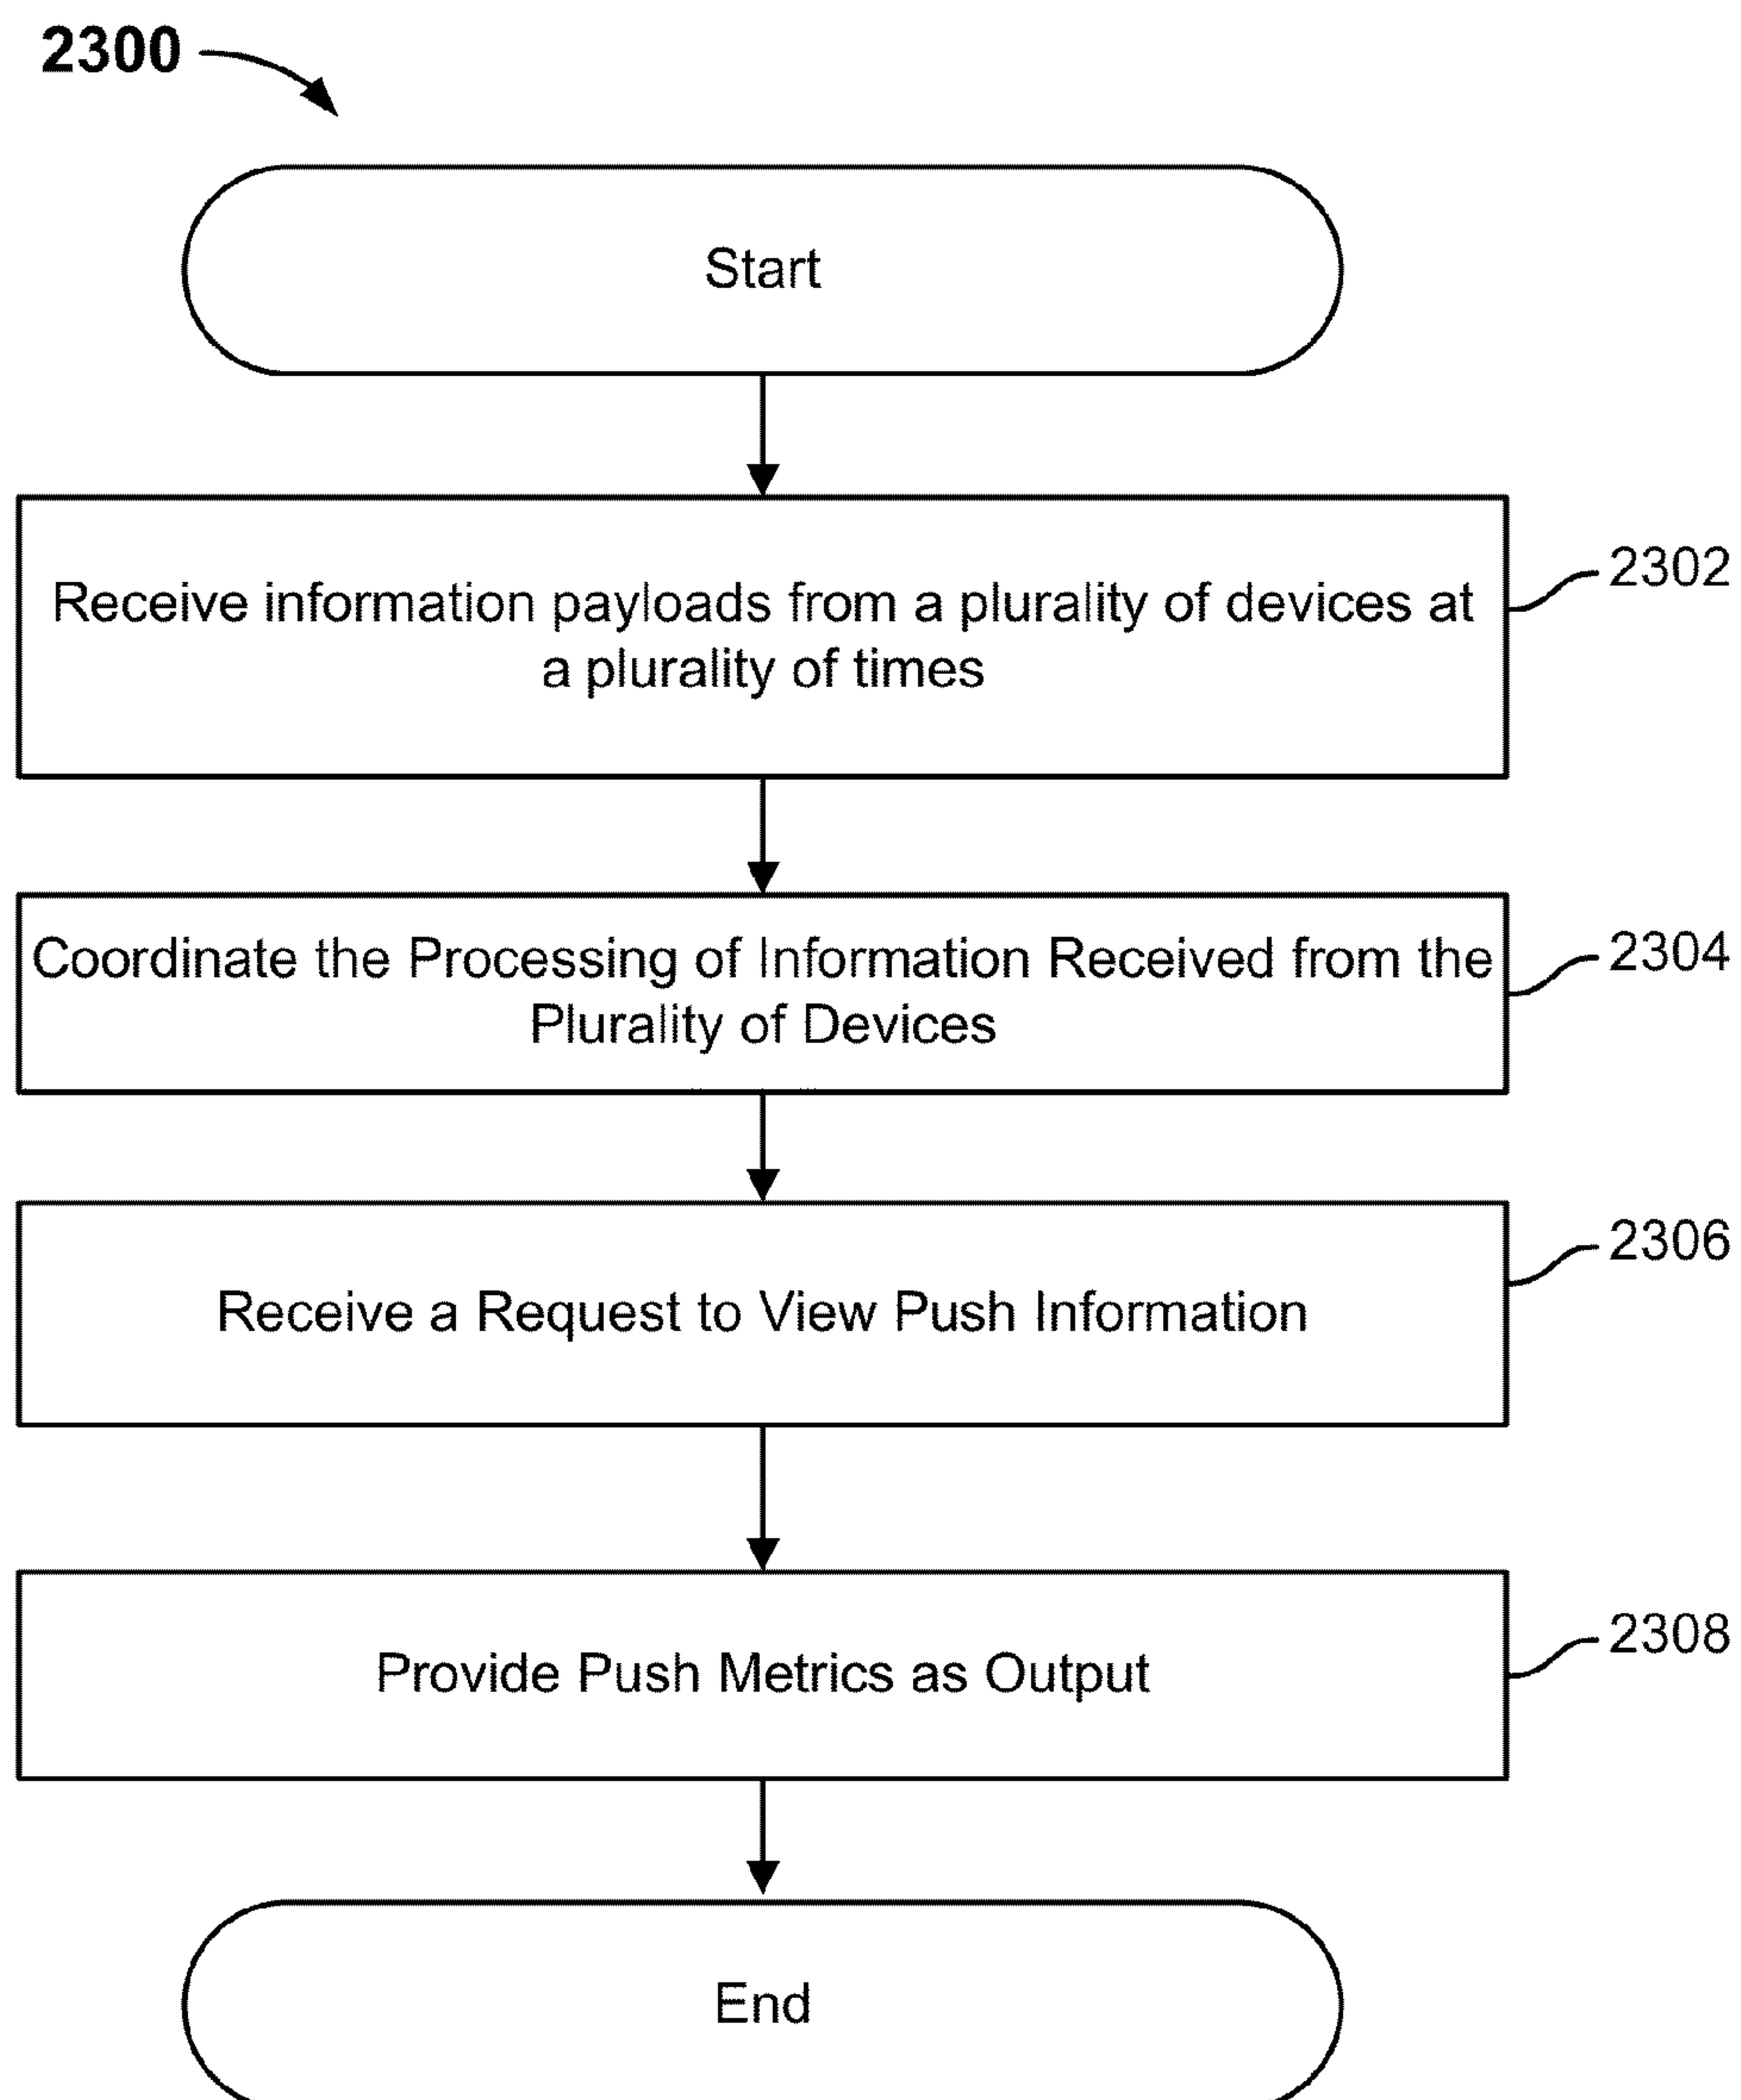 2300
Start
Receive information payloads from a plurality of devices at
a plurality of times
2302
Coordinate the Processing of Information Received from the
Plurality of Devices
2304
Receive a Request to View Push Information
2306
Provide Push Metrics as Output
2308
End